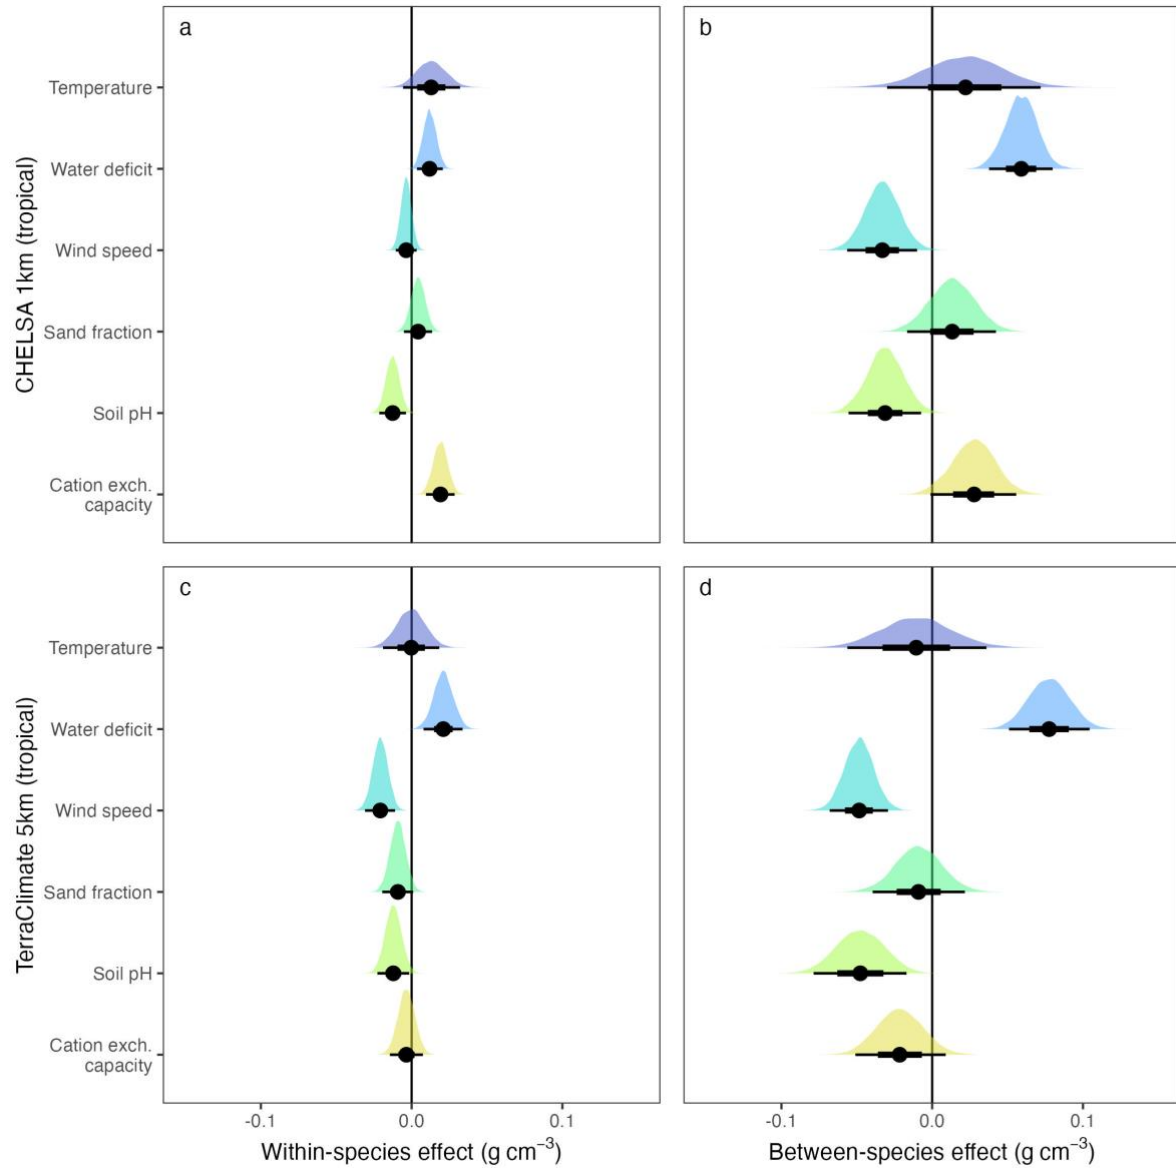 a
b
CHELSA 1km (tropical)
Temperature
Water deficit
Wind speed
Sand fraction
Soil pH
Cation exch.
capacity
c
d
TerraClimate 5km (tropical)
Temperature
Water deficit
Wind speed
Sand fraction
Soil pH
Cation exch.
capacity
-0.1 0.0 0.1
-0.1 0.0 0.1
Within-species effect (g cm⁻³)
Between-species effect (g cm⁻³)